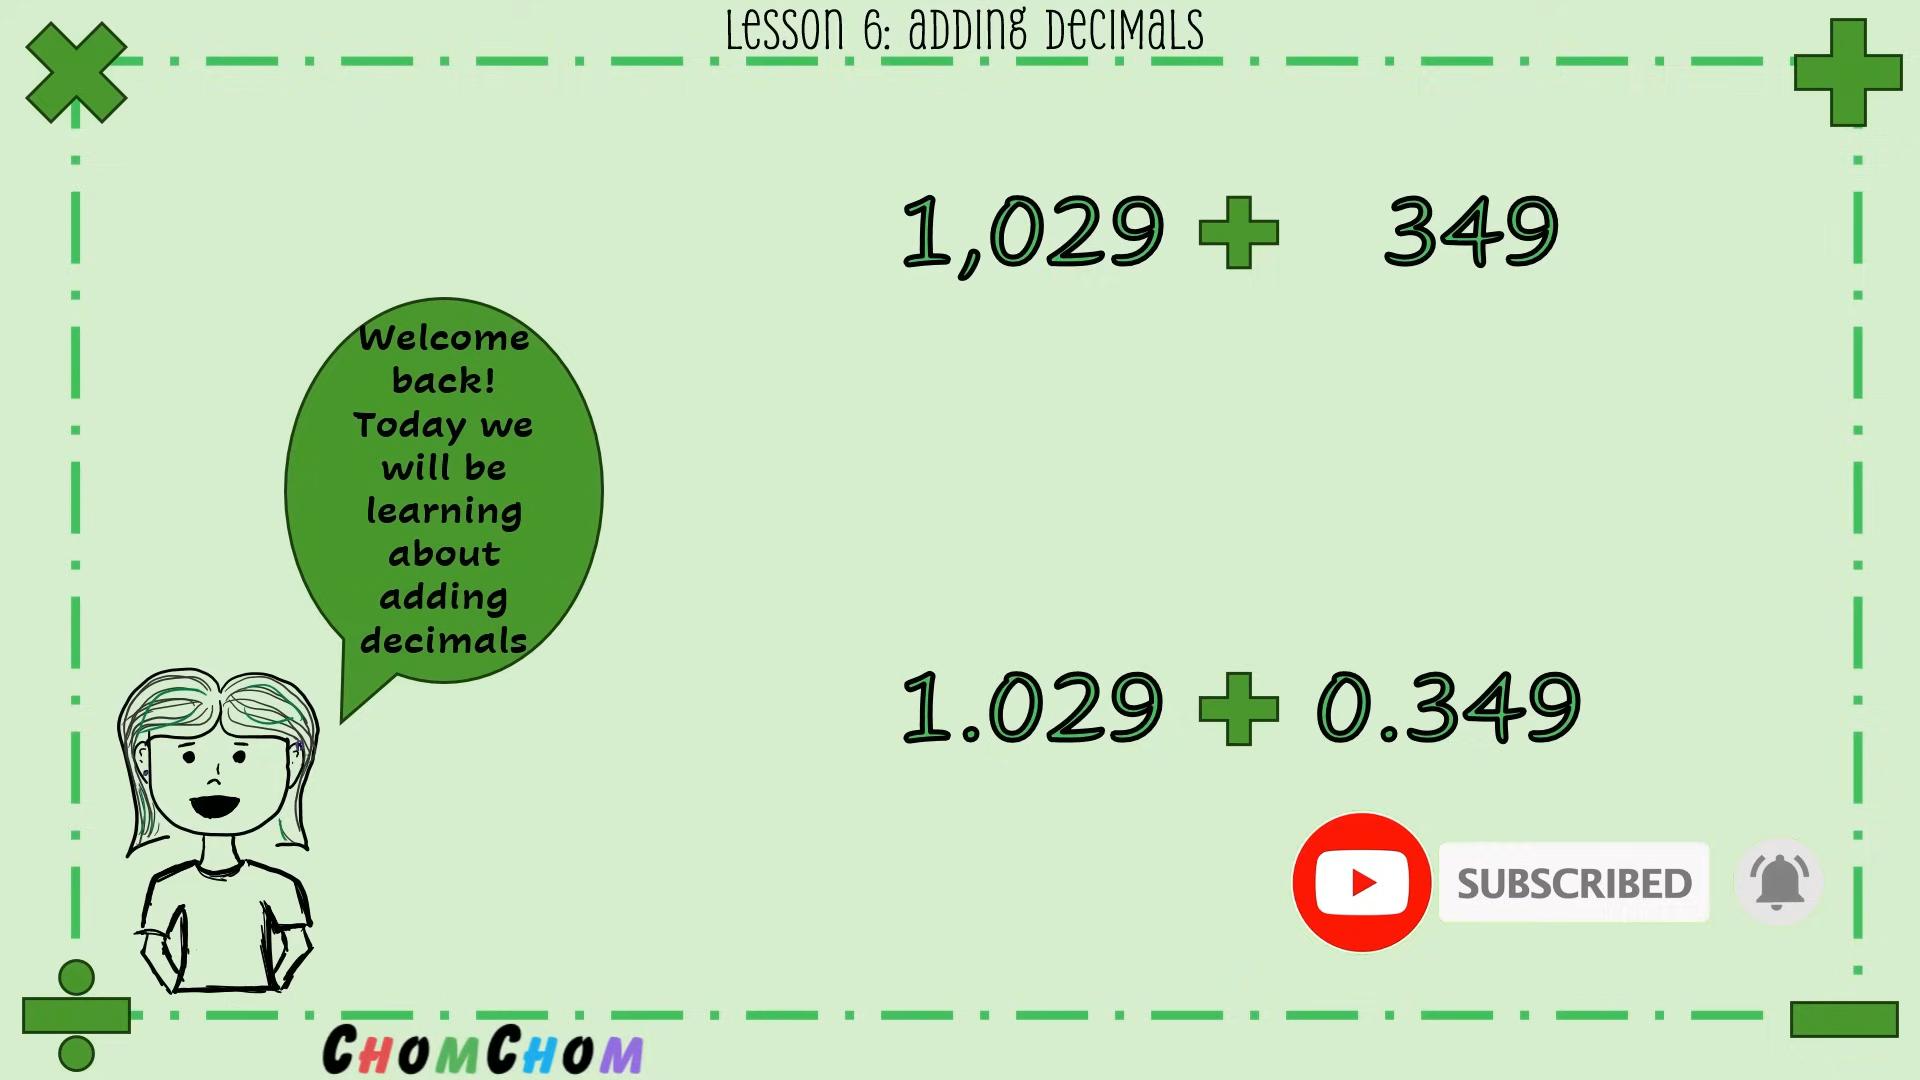 Lesson 6: adding decimals
1,029 + 349
Welcome
back!
Today we
will be
learning
about
adding
decimals
1.029 + 0.349
SUBSCRIBED
ChomChom